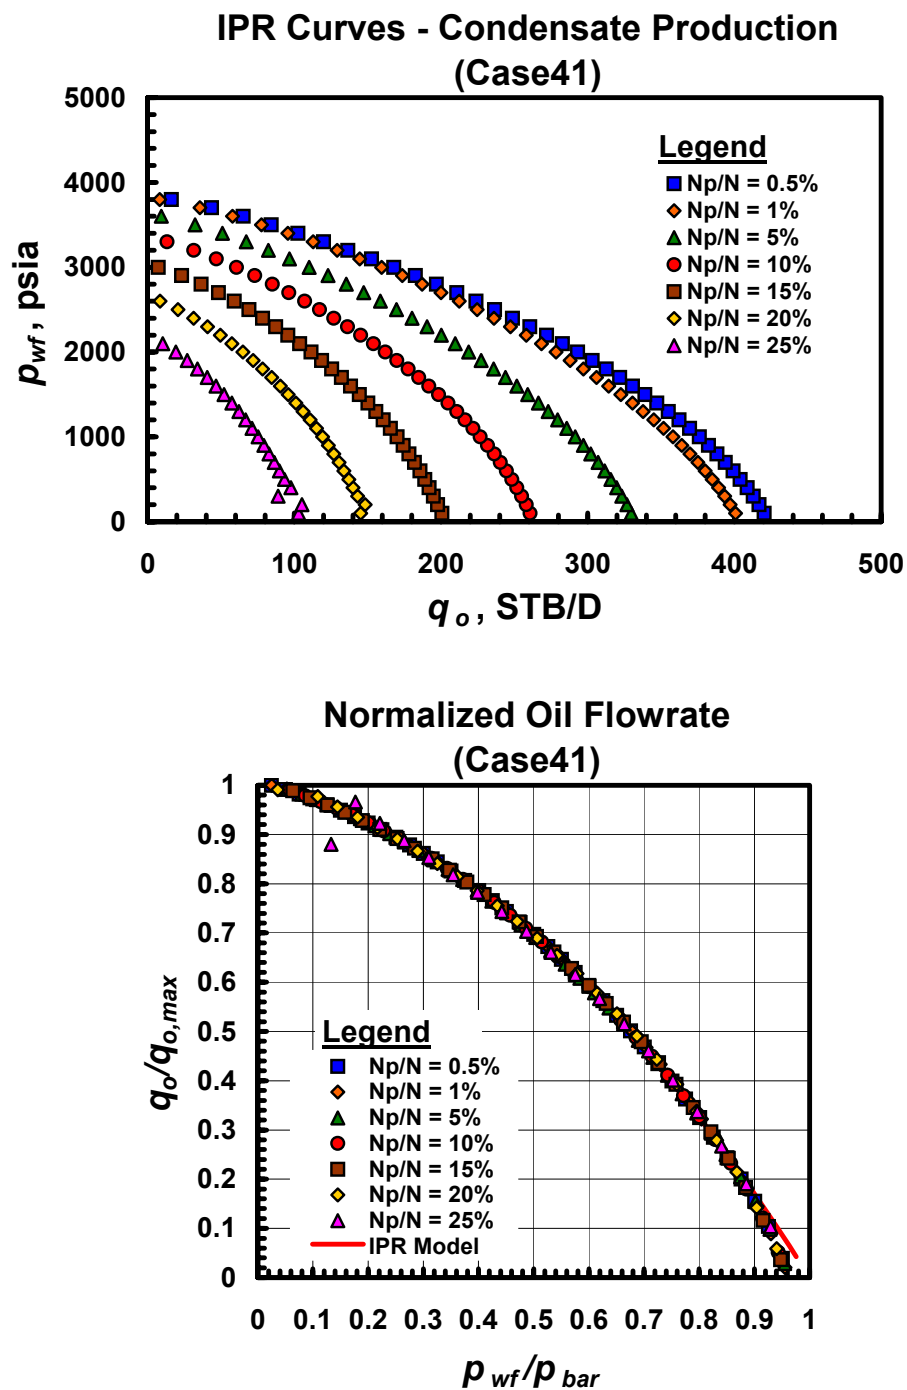 IPR Curves - Condensate Production
(Case41)
5000
4000
3000
2000
1000
0
p wf, psia
Legend
Np/N = 0.5%
Np/N = 1%
Np/N = 5%
Np/N = 10%
Np/N = 15%
Np/N = 20%
Np/N = 25%
0 100 200 300 400 500
q o , STB/D
Normalized Oil Flowrate
(Case41)
1
0.9
0.8
0.7
0.6
0.5
0.4
0.3
0.2
0.1
0
qo/qo,max
Legend
Np/N = 0.5%
Np/N = 1%
Np/N = 5%
Np/N = 10%
Np/N = 15%
Np/N = 20%
Np/N = 25%
IPR Model
0 0.1 0.2 0.3 0.4 0.5 0.6 0.7 0.8 0.9 1
p wf /p bar